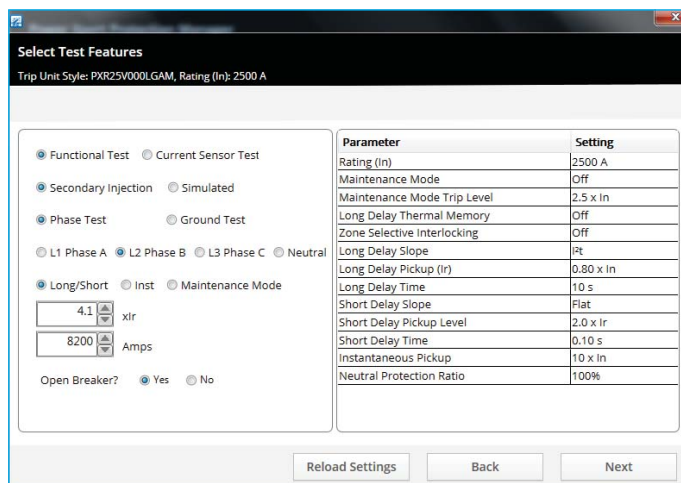 Select Test Features
Trip Unit Style: PXR25V000LGAM, Rating (In): 2500 A
Functional Test Current Sensor Test
Secondary Injection Simulated
Phase Test Ground Test
L1 Phase A L2 Phase B L3 Phase C Neutral
Long/Short Inst Maintenance Mode
4.1 xIr
8200 Amps
Open Breaker? Yes No
Parameter Setting
Rating (In) 2500 A
Maintenance Mode Off
Maintenance Mode Trip Level 2.5 x In
Long Delay Thermal Memory Off
Zone Selective Interlocking Off
Long Delay Slope I²t
Long Delay Pickup (Ir) 0.80 x In
Long Delay Time 10 s
Short Delay Slope Flat
Short Delay Pickup Level 2.0 x Ir
Short Delay Time 0.10 s
Instantaneous Pickup 10 x In
Neutral Protection Ratio 100%
Reload Settings Back Next